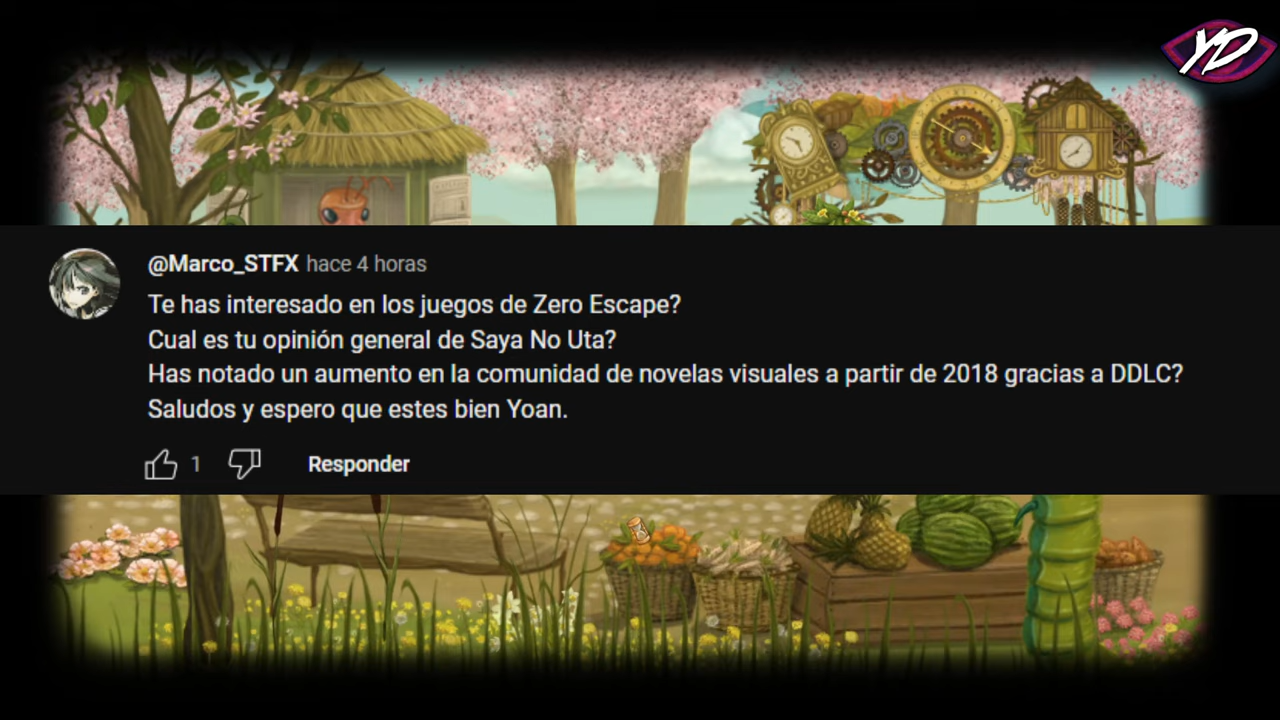 YD
@Marco_STFX hace 4 horas
Te has interesado en los juegos de Zero Escape?
Cual es tu opinión general de Saya No Uta?
Has notado un aumento en la comunidad de novelas visuales a partir de 2018 gracias a DDLC?
Saludos y espero que estes bien Yoan.
1 Responder